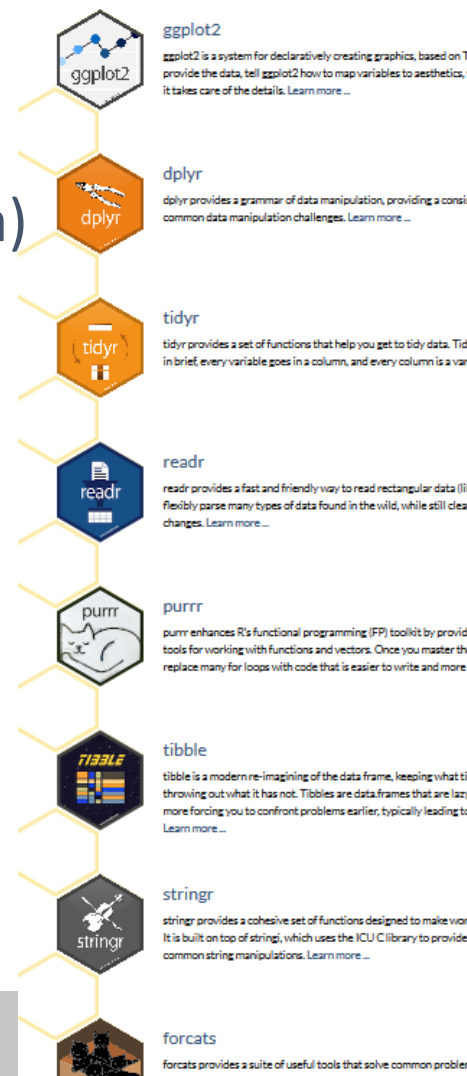 ggplot2
ggplot2 is a system for declaratively creating graphics, based on T
provide the data, tell ggplot2 how to map variables to aesthetics,
it takes care of the details. Learn more ...
ggplot2
)
dplyr
dplyr provides a grammar of data manipulation, providing a consis
common data manipulation challenges. Learn more ...
dplyr
tidyr
tidyr provides a set of functions that help you get to tidy data. Tid
in brief, every variable goes in a column, and every column is a var
tidyr
readr
readr provides a fast and friendly way to read rectangular data (li
flexibly parse many types of data found in the wild, while still clea
changes. Learn more ...
readr
purrr
purrr
purrr enhances R's functional programming (FP) toolkit by provid
tools for working with functions and vectors. Once you master the
replace many for loops with code that is easier to write and more
tibble
TIBBLE
tibble is a modern re-imagining of the data frame, keeping what ti
throwing out what it has not. Tibbles are data.frames that are lazy
more forcing you to confront problems earlier, typically leading to
Learn more ...
stringr
stringr provides a cohesive set of functions designed to make wor
It is built on top of stringi, which uses the ICU C library to provide
common string manipulations. Learn more ...
stringr
forcats
forcats provides a suite of useful tools that solve common problem